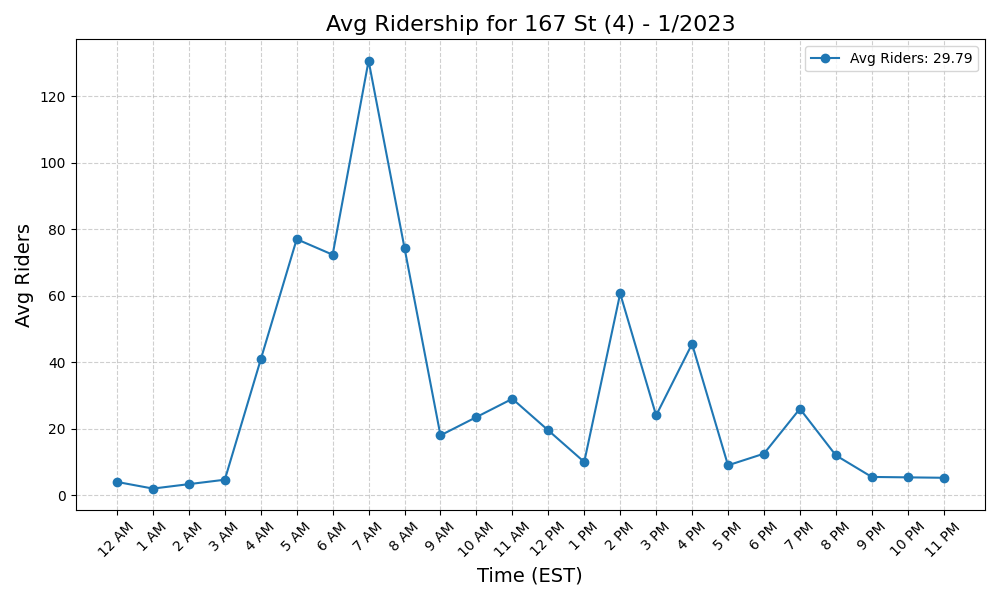 Avg Ridership for 167 St (4) - 1/2023
Avg Riders: 29.79
Avg Riders
120
100
80
60
40
20
0
12 AM
1 AM
2 AM
3 AM
4 AM
5 AM
6 AM
7 AM
8 AM
9 AM
10 AM
11 AM
12 PM
1 PM
2 PM
3 PM
4 PM
5 PM
6 PM
7 PM
8 PM
9 PM
10 PM
11 PM
Time (EST)